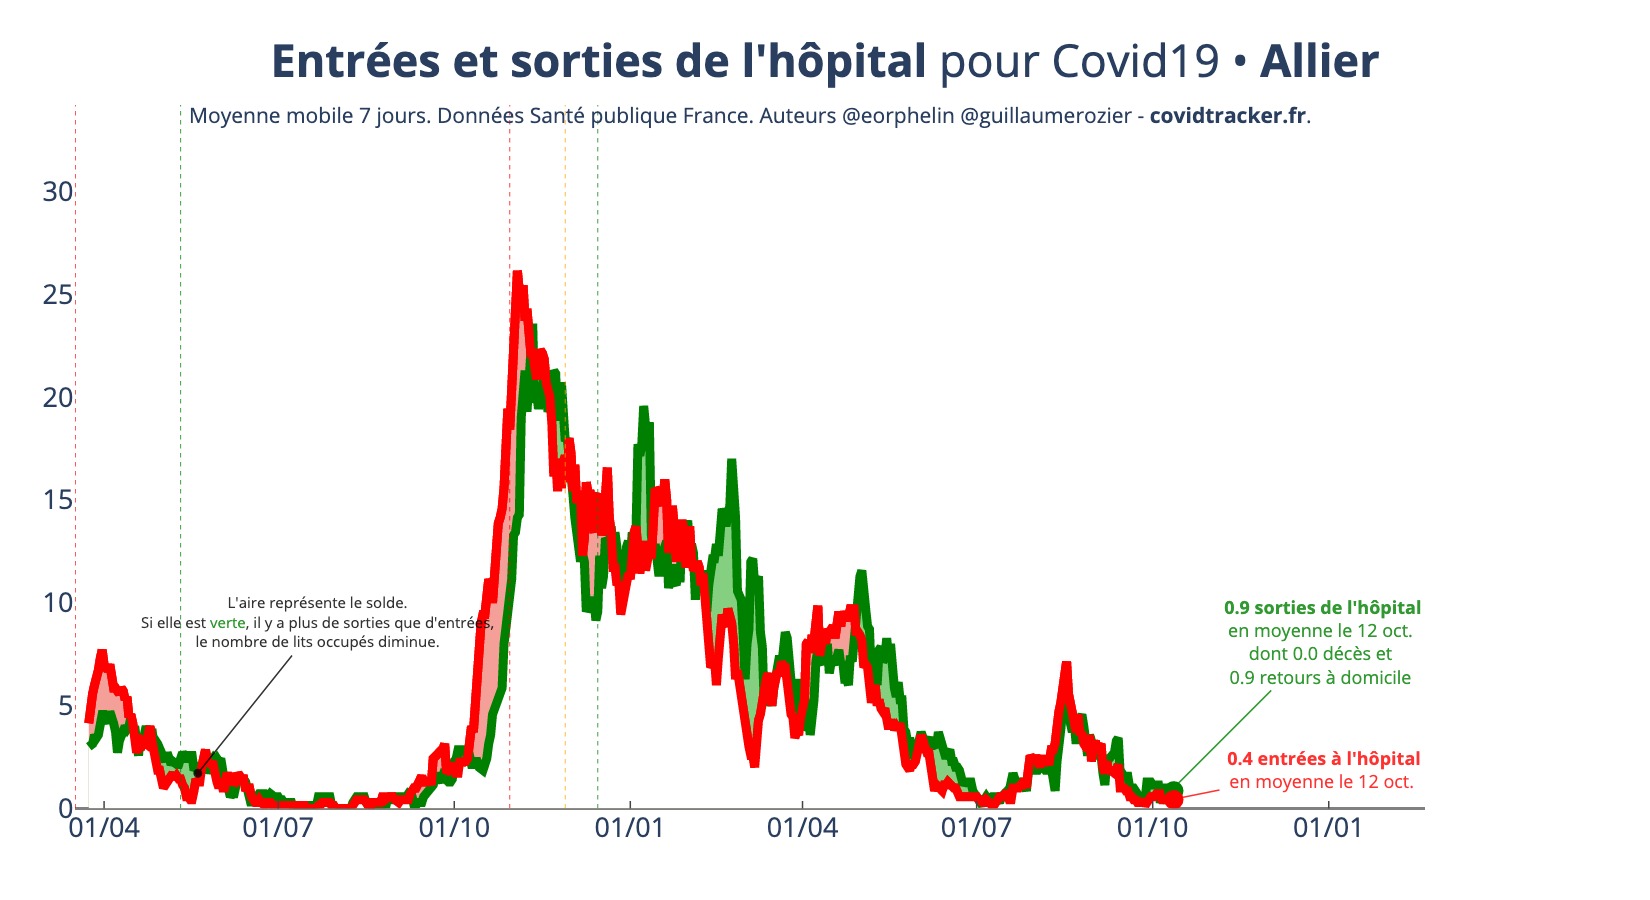 Entrées et sorties de l'hôpital pour Covid19 • Allier
Moyenne mobile 7 jours. Données Santé publique France. Auteurs @eorphelin @guillaumerozier - covidtracker.fr.
30
25
20
15
10
5
0
L'aire représente le solde.
Si elle est verte, il y a plus de sorties que d'entrées,
le nombre de lits occupés diminue.
0.9 sorties de l'hôpital
en moyenne le 12 oct.
dont 0.0 décès et
0.9 retours à domicile
0.4 entrées à l'hôpital
en moyenne le 12 oct.
01/04 01/07 01/10 01/01 01/04 01/07 01/10 01/01